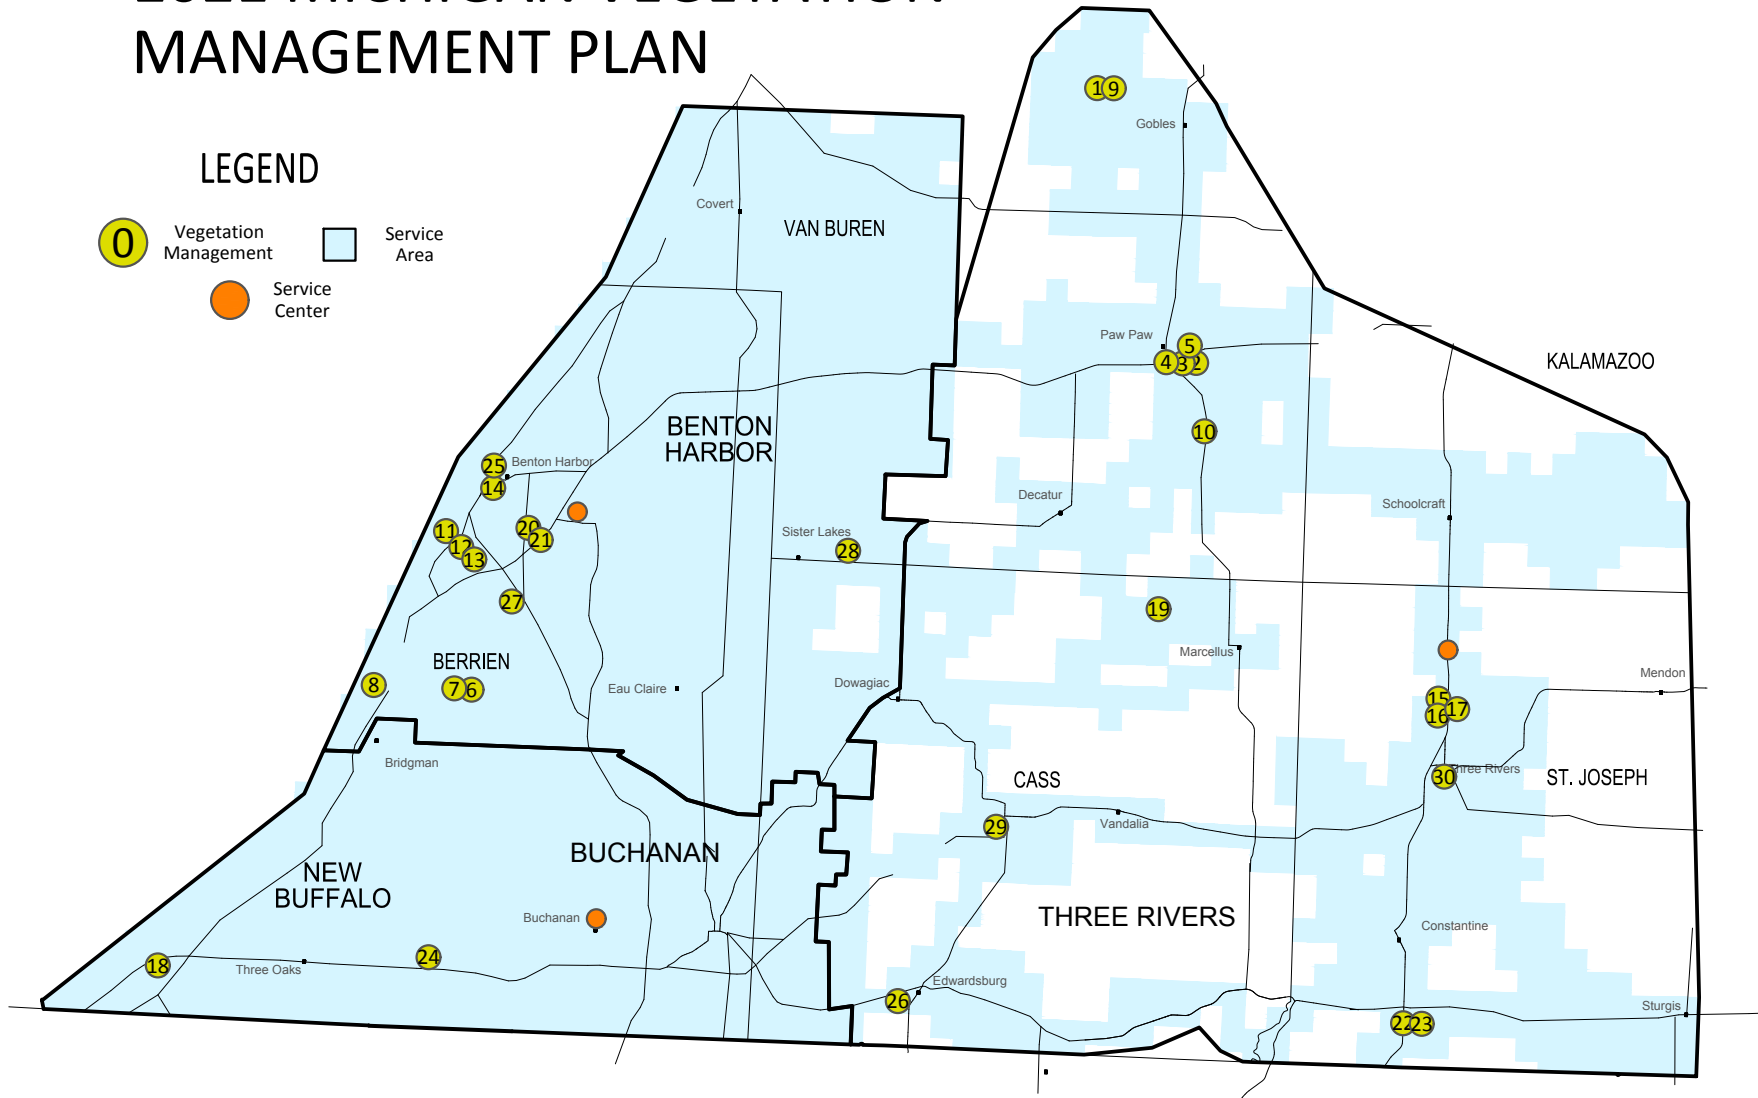 MANAGEMENT PLAN
LEGEND
0
Vegetation
Management
Service
Area
Service
Center
1
9
Gobles
Covert
VAN BUREN
Paw Paw
5
4
3
2
KALAMAZOO
10
BENTON
HARBOR
25
Benton Harbor
14
Decatur
Schoolcraft
11
12
13
20
21
Sister Lakes
28
27
19
Marcellus
BERRIEN
8
7
6
Eau Claire
Dowagiac
Mendon
15
16
17
Bridgman
CASS
30
Three Rivers
ST. JOSEPH
29
Vandalia
BUCHANAN
NEW
BUFFALO
Buchanan
THREE RIVERS
Constantine
18
Three Oaks
24
26
Edwardsburg
22
23
Sturgis